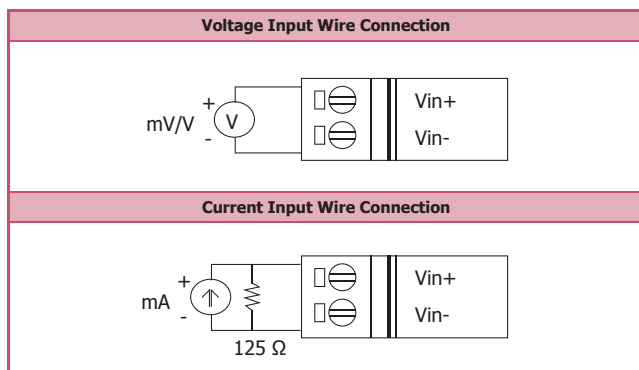 Voltage Input Wire Connection
+
mV/V
-
V
Vin+
Vin-
Current Input Wire Connection
+
mA
-
125 Ω
Vin+
Vin-